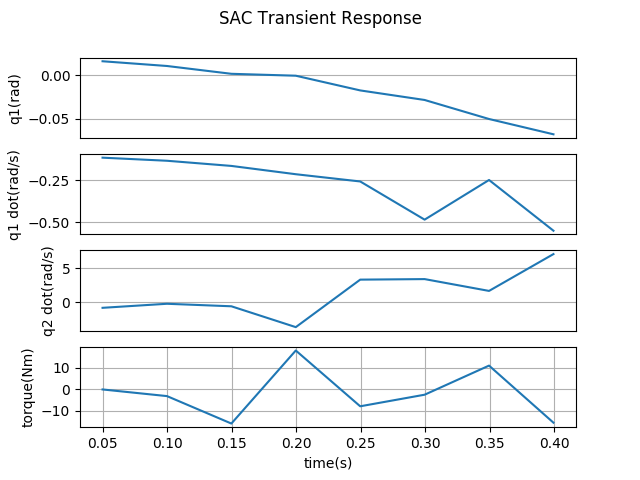 SAC Transient Response
q1(rad)
0.00
−0.05
q1 dot(rad/s)
−0.25
−0.50
q2 dot(rad/s)
5
0
torque(Nm)
10
0
−10
0.05 0.10 0.15 0.20 0.25 0.30 0.35 0.40
time(s)